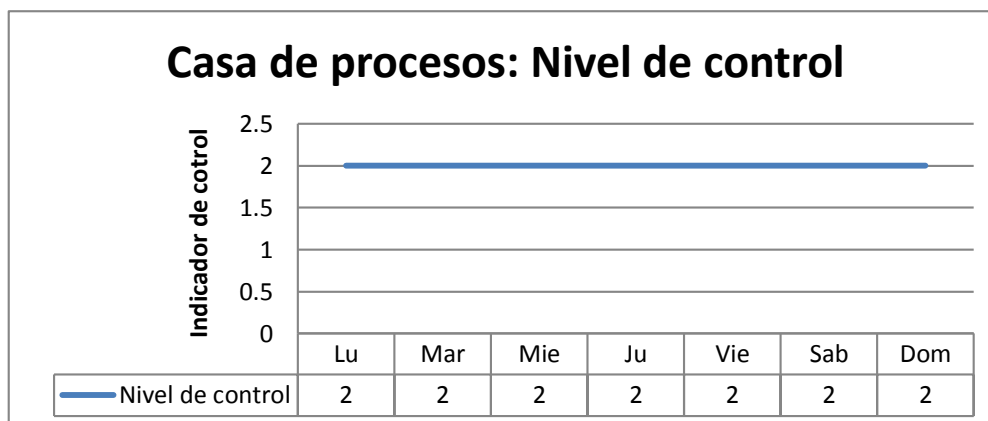 Casa de procesos: Nivel de control
Indicador de cotrol
2.5
2
1.5
1
0.5
0
Lu Mar Mie Ju Vie Sab Dom
Nivel de control 2 2 2 2 2 2 2